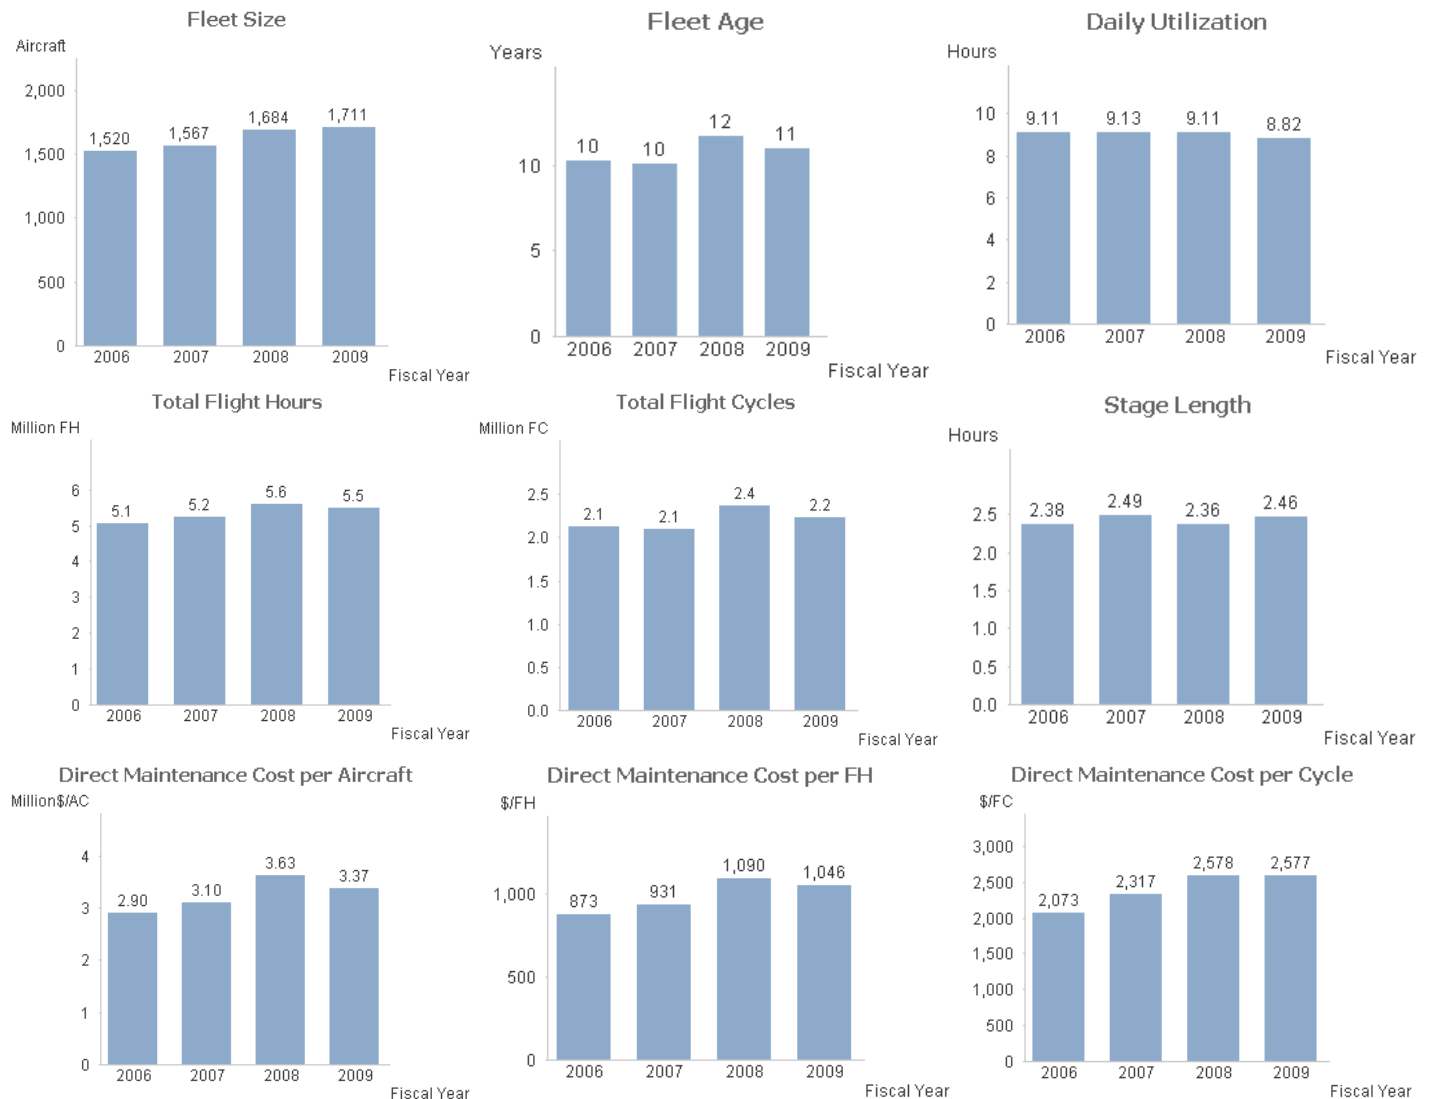 Fleet Size
Aircraft
2,000
1,500
1,000
500
0
1,520 1,567 1,684 1,711
2006 2007 2008 2009
Fiscal Year
Fleet Age
Years
10
5
0
10 10 12 11
2006 2007 2008 2009
Fiscal Year
Daily Utilization
Hours
10
8
6
4
2
0
9.11 9.13 9.11 8.82
2006 2007 2008 2009
Fiscal Year
Total Flight Hours
Million FH
6
5
4
3
2
1
0
5.1 5.2 5.6 5.5
2006 2007 2008 2009
Fiscal Year
Total Flight Cycles
Million FC
2.5
2.0
1.5
1.0
0.5
0.0
2.1 2.1 2.4 2.2
2006 2007 2008 2009
Fiscal Year
Stage Length
Hours
2.5
2.0
1.5
1.0
0.5
0.0
2.38 2.49 2.36 2.46
2006 2007 2008 2009
Fiscal Year
Direct Maintenance Cost per Aircraft
Million$/AC
4
3
2
1
0
2.90 3.10 3.63 3.37
2006 2007 2008 2009
Fiscal Year
Direct Maintenance Cost per FH
$/FH
1,000
500
0
873 931 1,090 1,046
2006 2007 2008 2009
Fiscal Year
Direct Maintenance Cost per Cycle
$/FC
3,000
2,500
2,000
1,500
1,000
500
0
2,073 2,317 2,578 2,577
2006 2007 2008 2009
Fiscal Year